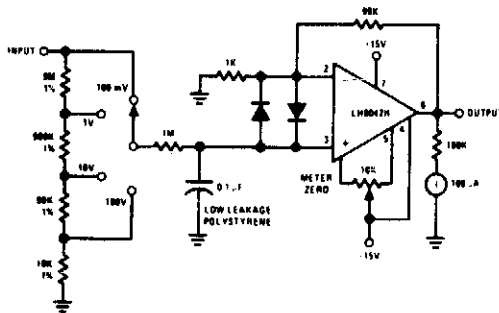 INPUT
9M
1%
100 mV
1V
900K
1%
10V
90K
1%
100V
10K
1%
1M
0.1 µF
LOW LEAKAGE
POLYSTYRENE
1K
99K
2
3
15V
7
LH0042H
6
OUTPUT
5
4
METER
ZERO
10K
-15V
100K
100 µA